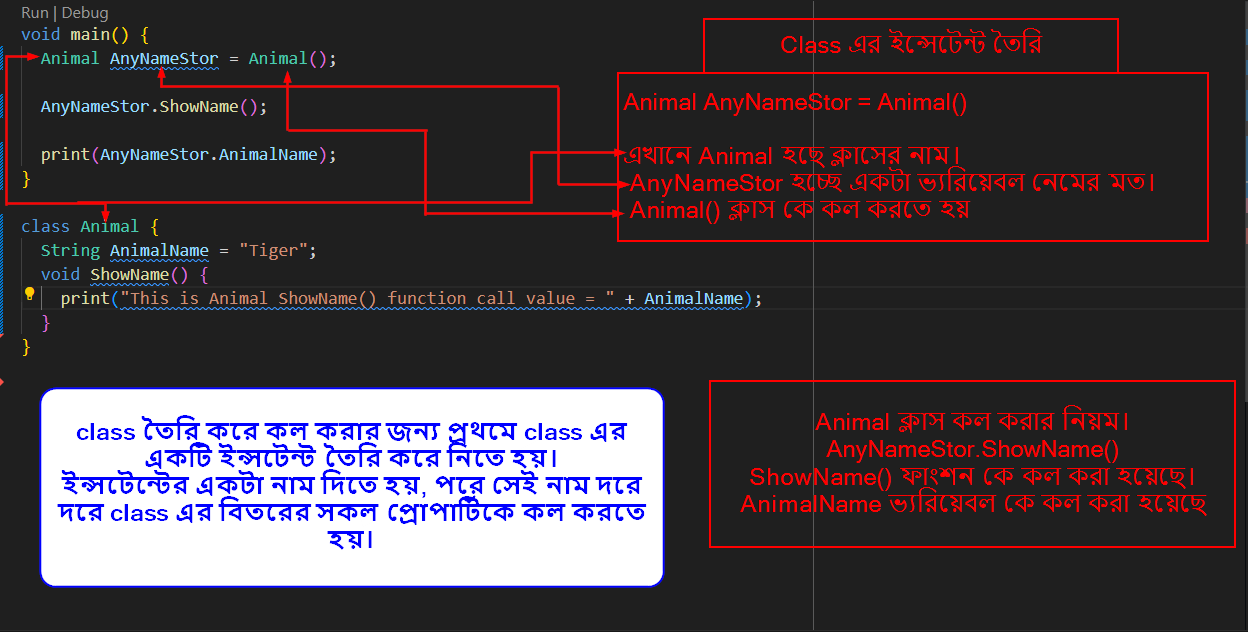 Run | Debug
void main() {
Animal AnyNameStor = Animal();
AnyNameStor.ShowName();
print(AnyNameStor.AnimalName);
}
class Animal {
String AnimalName = "Tiger";
void ShowName() {
print("This is Animal ShowName() function call value = " + AnimalName);
}
}
Class এর ইন্সেটেন্ট তৈরি
Animal AnyNameStor = Animal()
এখানে Animal হছে ক্লাসের নাম।
AnyNameStor হচ্ছে একটা ভ্যরিয়েবল নেমের মত।
Animal() ক্লাস কে কল করতে হয়
class তৈরি করে কল করার জন্য প্রথমে class এর
একটি ইন্সটেন্ট তৈরি করে নিতে হয়।
ইন্সটেন্টের একটা নাম দিতে হয়, পরে সেই নাম দরে
দরে class এর বিতরের সকল প্রোপার্টিকে কল করতে
হয়।
Animal ক্লাস কল করার নিয়ম।
AnyNameStor.ShowName()
ShowName() ফাংশন কে কল করা হয়েছে।
AnimalName ভ্যরিয়েবল কে কল করা হয়েছে